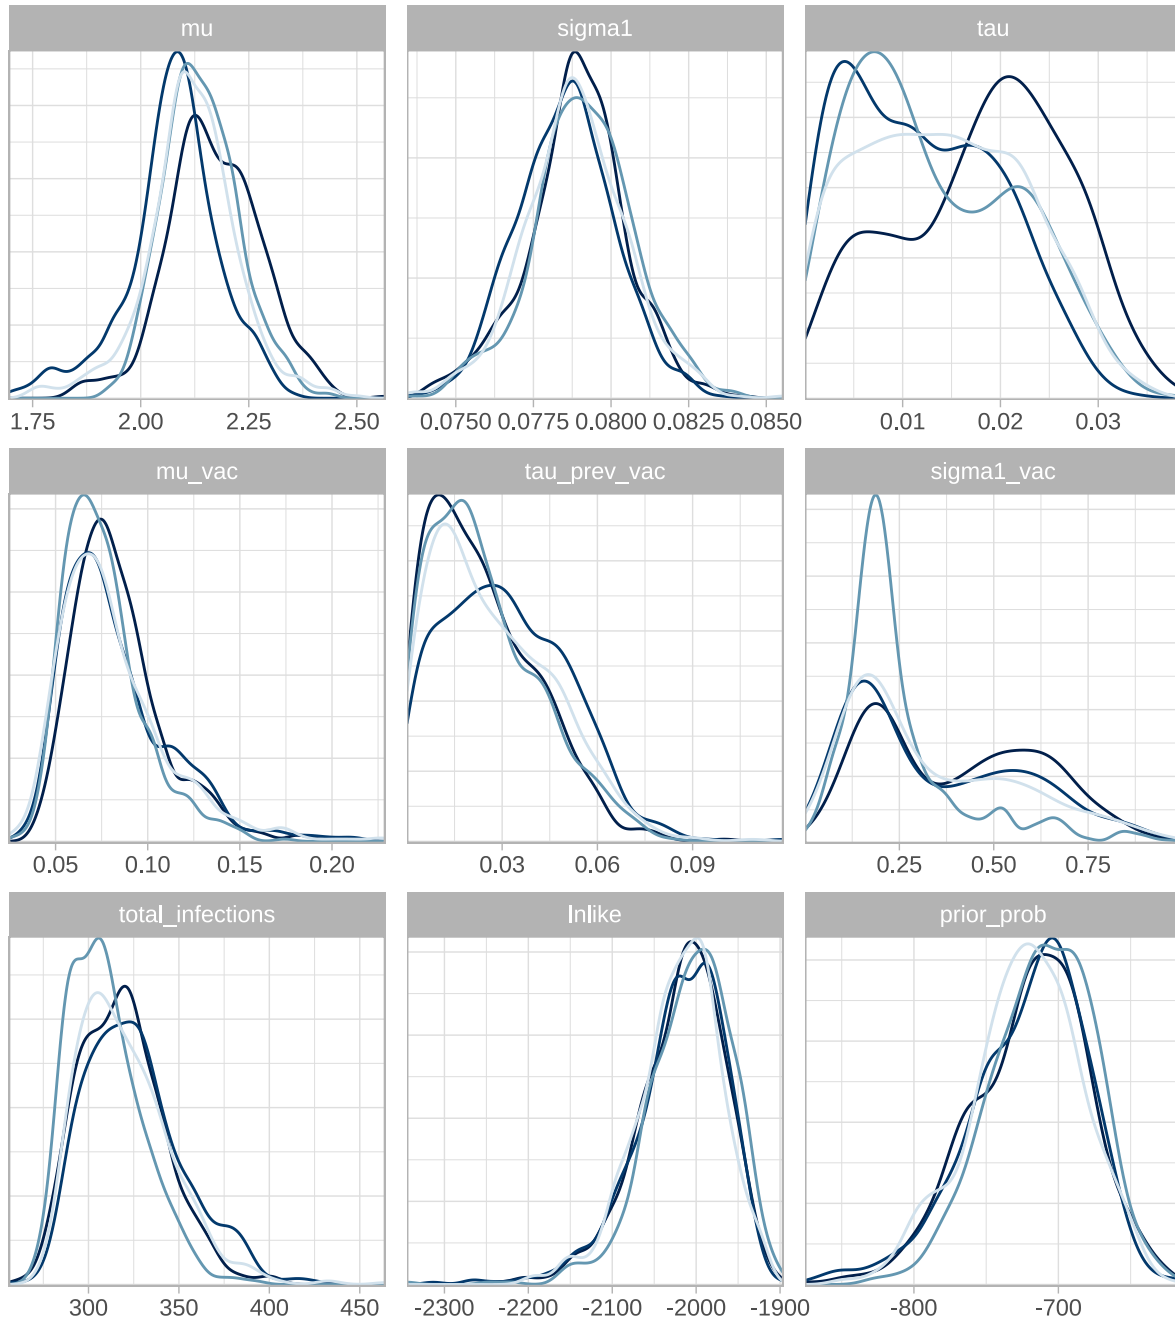 mu sigma1 tau
1.75 2.00 2.25 2.50 0.0750 0.0775 0.0800 0.0825 0.0850 0.01 0.02 0.03
mu_vac tau_prev_vac sigma1_vac
0.05 0.10 0.15 0.20 0.03 0.06 0.09 0.25 0.50 0.75
total_infections lnlike prior_prob
300 350 400 450 -2300 -2200 -2100 -2000 -1900 -800 -700